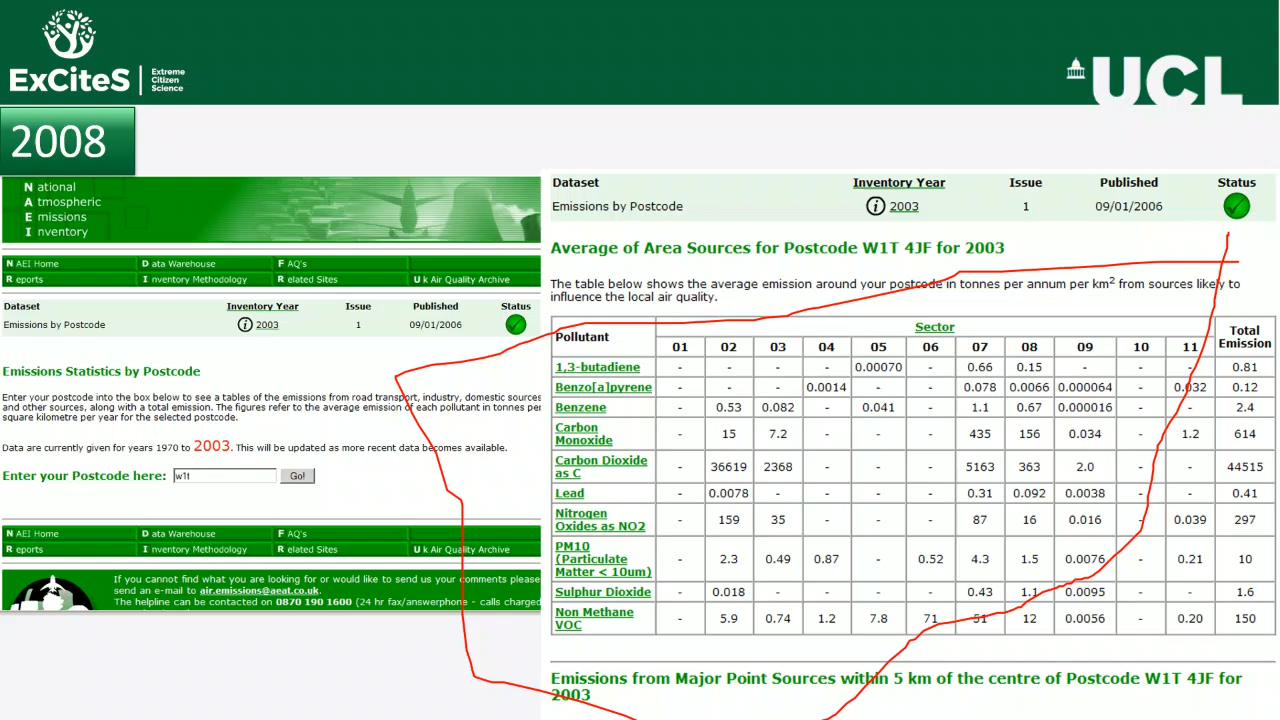 ExCiteS
Extreme
Citizen
Science
UCL
2008
N ational
A tmospheric
E missions
I nventory
N AEI Home D ata Warehouse F AQ's
R eports I nventory Methodology R elated Sites U k Air Quality Archive
Dataset Inventory Year Issue Published Status
Emissions by Postcode 2003 1 09/01/2006
Emissions Statistics by Postcode
Enter your postcode into the box below to see a tables of the emissions from road transport, industry, domestic sources
and other sources, along with a total emission. The figures refer to the average emission of each pollutant in tonnes per
square kilometre per year for the selected postcode.
Data are currently given for years 1970 to 2003. This will be updated as more recent data becomes available.
Enter your Postcode here: w1t Go!
N AEI Home D ata Warehouse F AQ's
R eports I nventory Methodology R elated Sites U k Air Quality Archive
If you cannot find what you are looking for or would like to send us your comments please
send an e-mail to air.emissions@aeat.co.uk.
The helpline can be contacted on 0870 190 1600 (24 hr fax/answerphone - calls charged
Dataset Inventory Year Issue Published Status
Emissions by Postcode i 2003 1 09/01/2006
Average of Area Sources for Postcode W1T 4JF for 2003
The table below shows the average emission around your postcode in tonnes per annum per km2 from sources likely to
influence the local air quality.
Pollutant Sector Total Emission
01 02 03 04 05 06 07 08 09 10 11
1,3-butadiene - - - - 0.00070 - 0.66 0.15 - - - 0.81
Benzo[a]pyrene - - - 0.0014 - - 0.078 0.0066 0.000064 - 0.032 0.12
Benzene - 0.53 0.082 - 0.041 - 1.1 0.67 0.000016 - - 2.4
Carbon Monoxide - 15 7.2 - - - 435 156 0.034 - 1.2 614
Carbon Dioxide as C - 36619 2368 - - - 5163 363 2.0 - - 44515
Lead - 0.0078 - - - - 0.31 0.092 0.0038 - - 0.41
Nitrogen Oxides as NO2 - 159 35 - - - 87 16 0.016 - 0.039 297
PM10 (Particulate Matter < 10um) - 2.3 0.49 0.87 - 0.52 4.3 1.5 0.0076 - 0.21 10
Sulphur Dioxide - 0.018 - - - - 0.43 1.1 0.0095 - - 1.6
Non Methane VOC - 5.9 0.74 1.2 7.8 71 51 12 0.0056 - 0.20 150
Emissions from Major Point Sources within 5 km of the centre of Postcode W1T 4JF for
2003